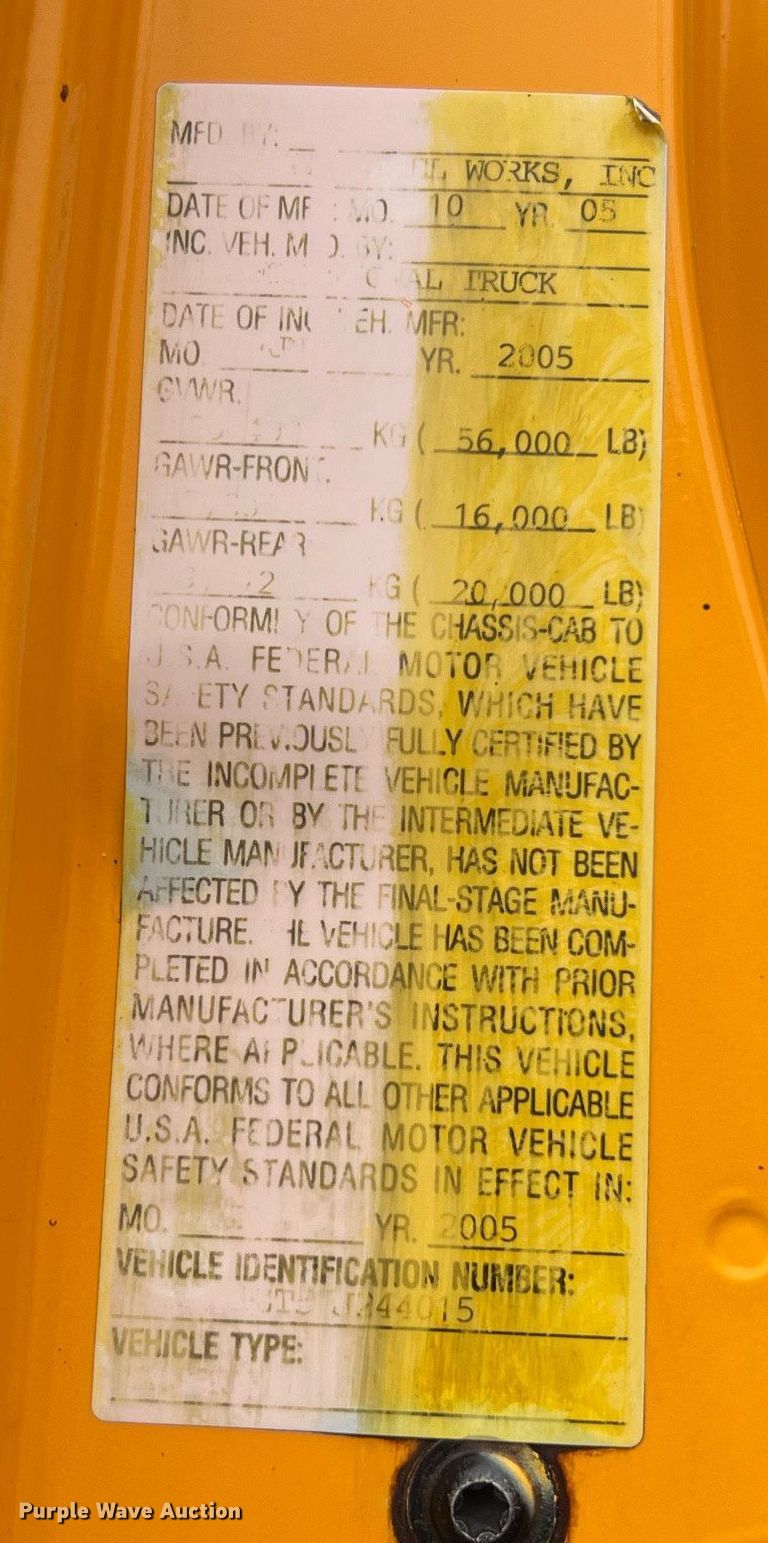 MFD. BY:
WORKS, INC
DATE OF MFR: MO. 10 YR. 05
INC. VEH. MFD. BY:
TRUCK
DATE OF INC. VEH. MFR:
MO. YR. 2005
GVWR.
KG ( 56,000 LB)
GAWR-FRONT.
KG ( 16,000 LB)
GAWR-REAR
KG ( 20,000 LB)
CONFORMITY OF THE CHASSIS-CAB TO
U.S.A. FEDERAL MOTOR VEHICLE
SAFETY STANDARDS, WHICH HAVE
BEEN PREVIOUSLY FULLY CERTIFIED BY
THE INCOMPLETE VEHICLE MANUFAC-
TURER OR BY THE INTERMEDIATE VE-
HICLE MANUFACTURER, HAS NOT BEEN
AFFECTED BY THE FINAL-STAGE MANU-
FACTURE. THE VEHICLE HAS BEEN COM-
PLETED IN ACCORDANCE WITH PRIOR
MANUFACTURER'S INSTRUCTIONS,
WHERE APPLICABLE. THIS VEHICLE
CONFORMS TO ALL OTHER APPLICABLE
U.S.A. FEDERAL MOTOR VEHICLE
SAFETY STANDARDS IN EFFECT IN:
MO. YR. 2005
VEHICLE IDENTIFICATION NUMBER:
VEHICLE TYPE:
Purple Wave Auction